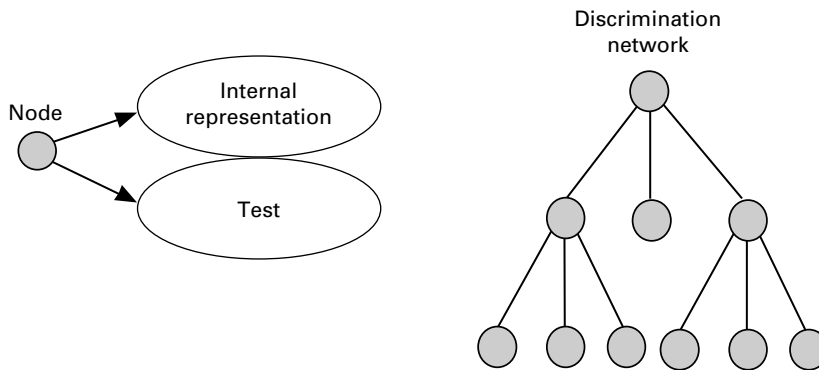 Node
Internal
representation
Test
Discrimination
network